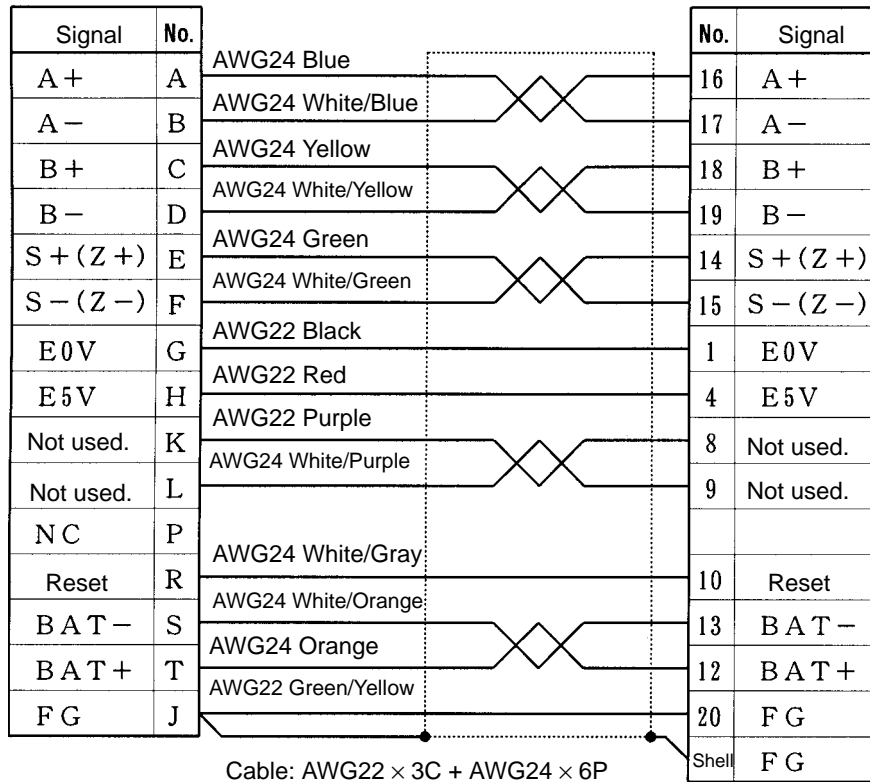 Signal No. No. Signal
AWG24 Blue
A+ A 16 A+
AWG24 White/Blue
A− B 17 A−
AWG24 Yellow
B+ C 18 B+
AWG24 White/Yellow
B− D 19 B−
AWG24 Green
S+(Z+) E 14 S+(Z+)
AWG24 White/Green
S−(Z−) F 15 S−(Z−)
AWG22 Black
E0V G 1 E0V
AWG22 Red
E5V H 4 E5V
AWG22 Purple
Not used. K 8 Not used.
AWG24 White/Purple
Not used. L 9 Not used.
NC P
AWG24 White/Gray
Reset R 10 Reset
AWG24 White/Orange
BAT− S 13 BAT−
AWG24 Orange
BAT+ T 12 BAT+
AWG22 Green/Yellow
FG J 20 FG
Shell FG
Cable: AWG22 × 3C + AWG24 × 6P